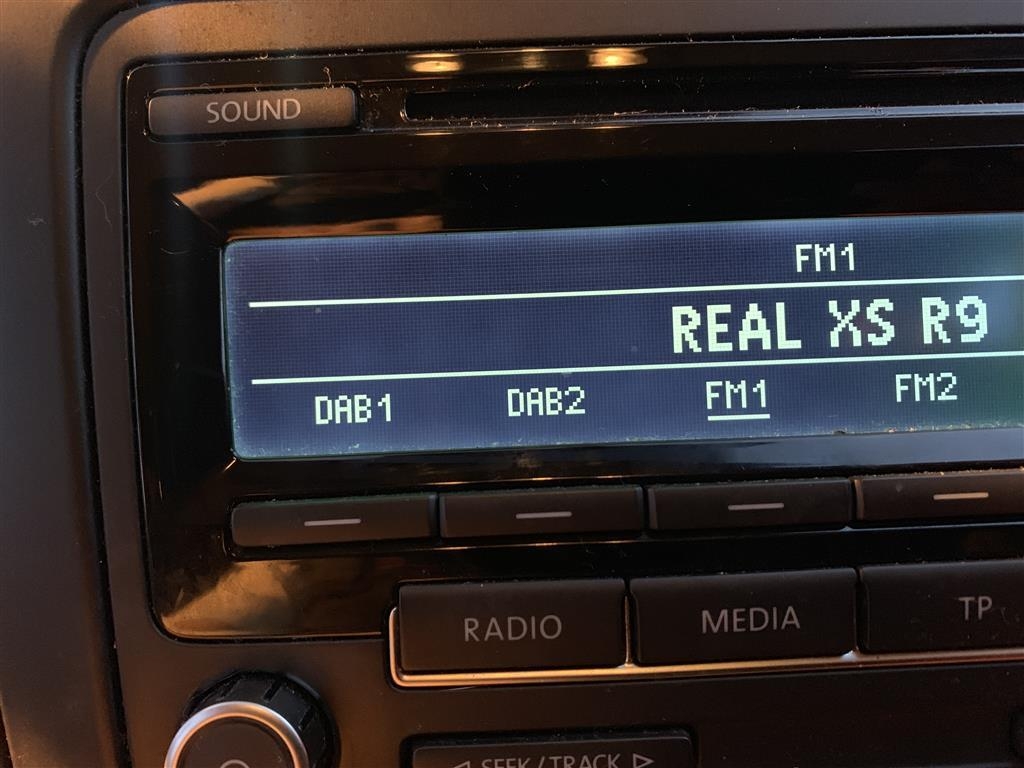 SOUND
FM1
REAL XS R9
DAB1 DAB2 FM1 FM2
RADIO MEDIA TP
SEEK/TRACK